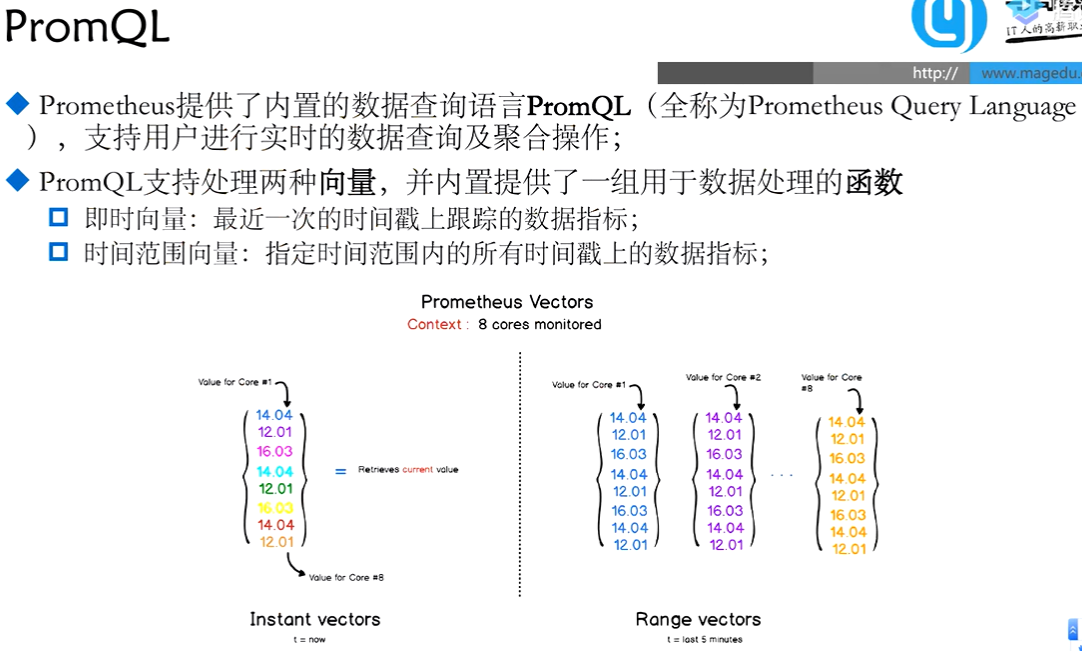 PromQL
IT人的高薪职
http:// www.magedu.
Prometheus提供了内置的数据查询语言PromQL（全称为Prometheus Query Language
），支持用户进行实时的数据查询及聚合操作；
PromQL支持处理两种向量，并内置提供了一组用于数据处理的函数
即时向量：最近一次的时间戳上跟踪的数据指标；
时间范围向量：指定时间范围内的所有时间戳上的数据指标；
Prometheus Vectors
Context : 8 cores monitored
Value for Core #1
14.04
12.01
16.03
14.04
12.01
16.03
14.04
12.01
= Retrieves current value
Value for Core #8
Instant vectors
t = now
Value for Core #1
14.04
12.01
16.03
14.04
12.01
16.03
14.04
12.01
Value for Core #2
14.04
12.01
16.03
14.04
12.01
16.03
14.04
12.01
. . .
Value for Core
#8
14.04
12.01
16.03
14.04
12.01
16.03
14.04
12.01
Range vectors
t = last 5 minutes